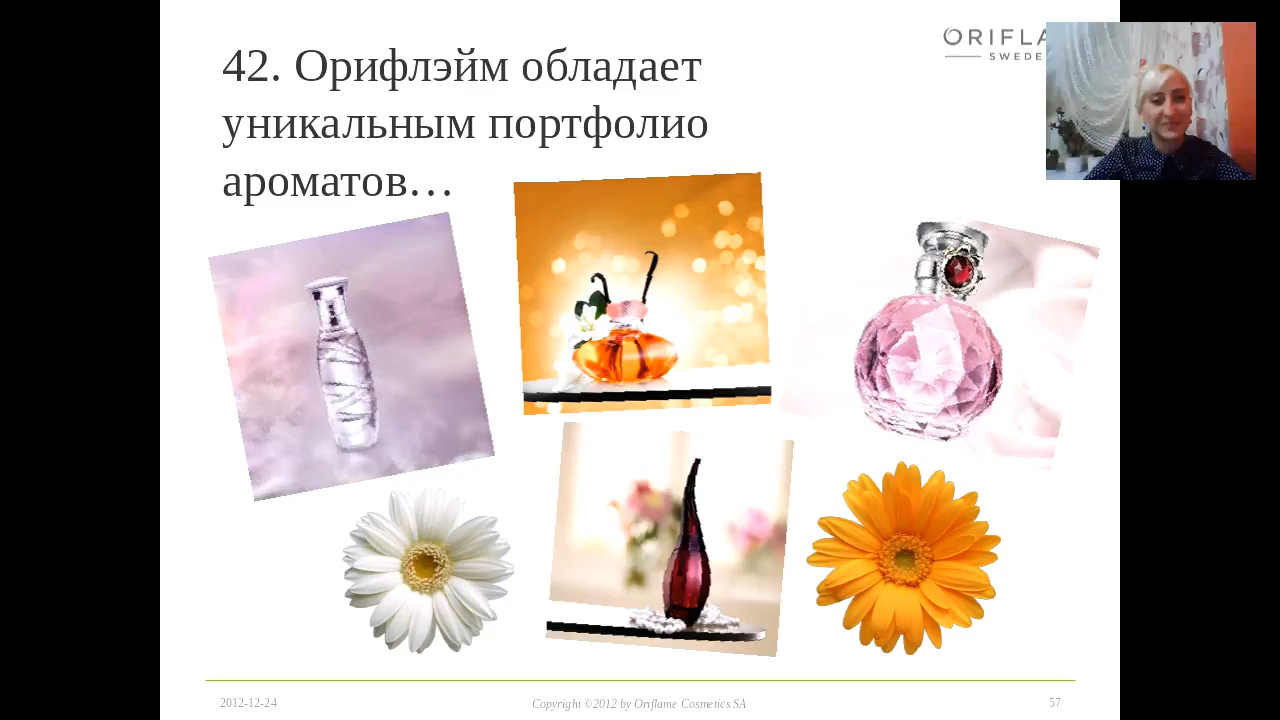 42. Орифлэйм обладает
уникальным портфолио
ароматов…
ORIFLA
SWEDE
2012-12-24
Copyright ©2012 by Oriflame Cosmetics SA
57